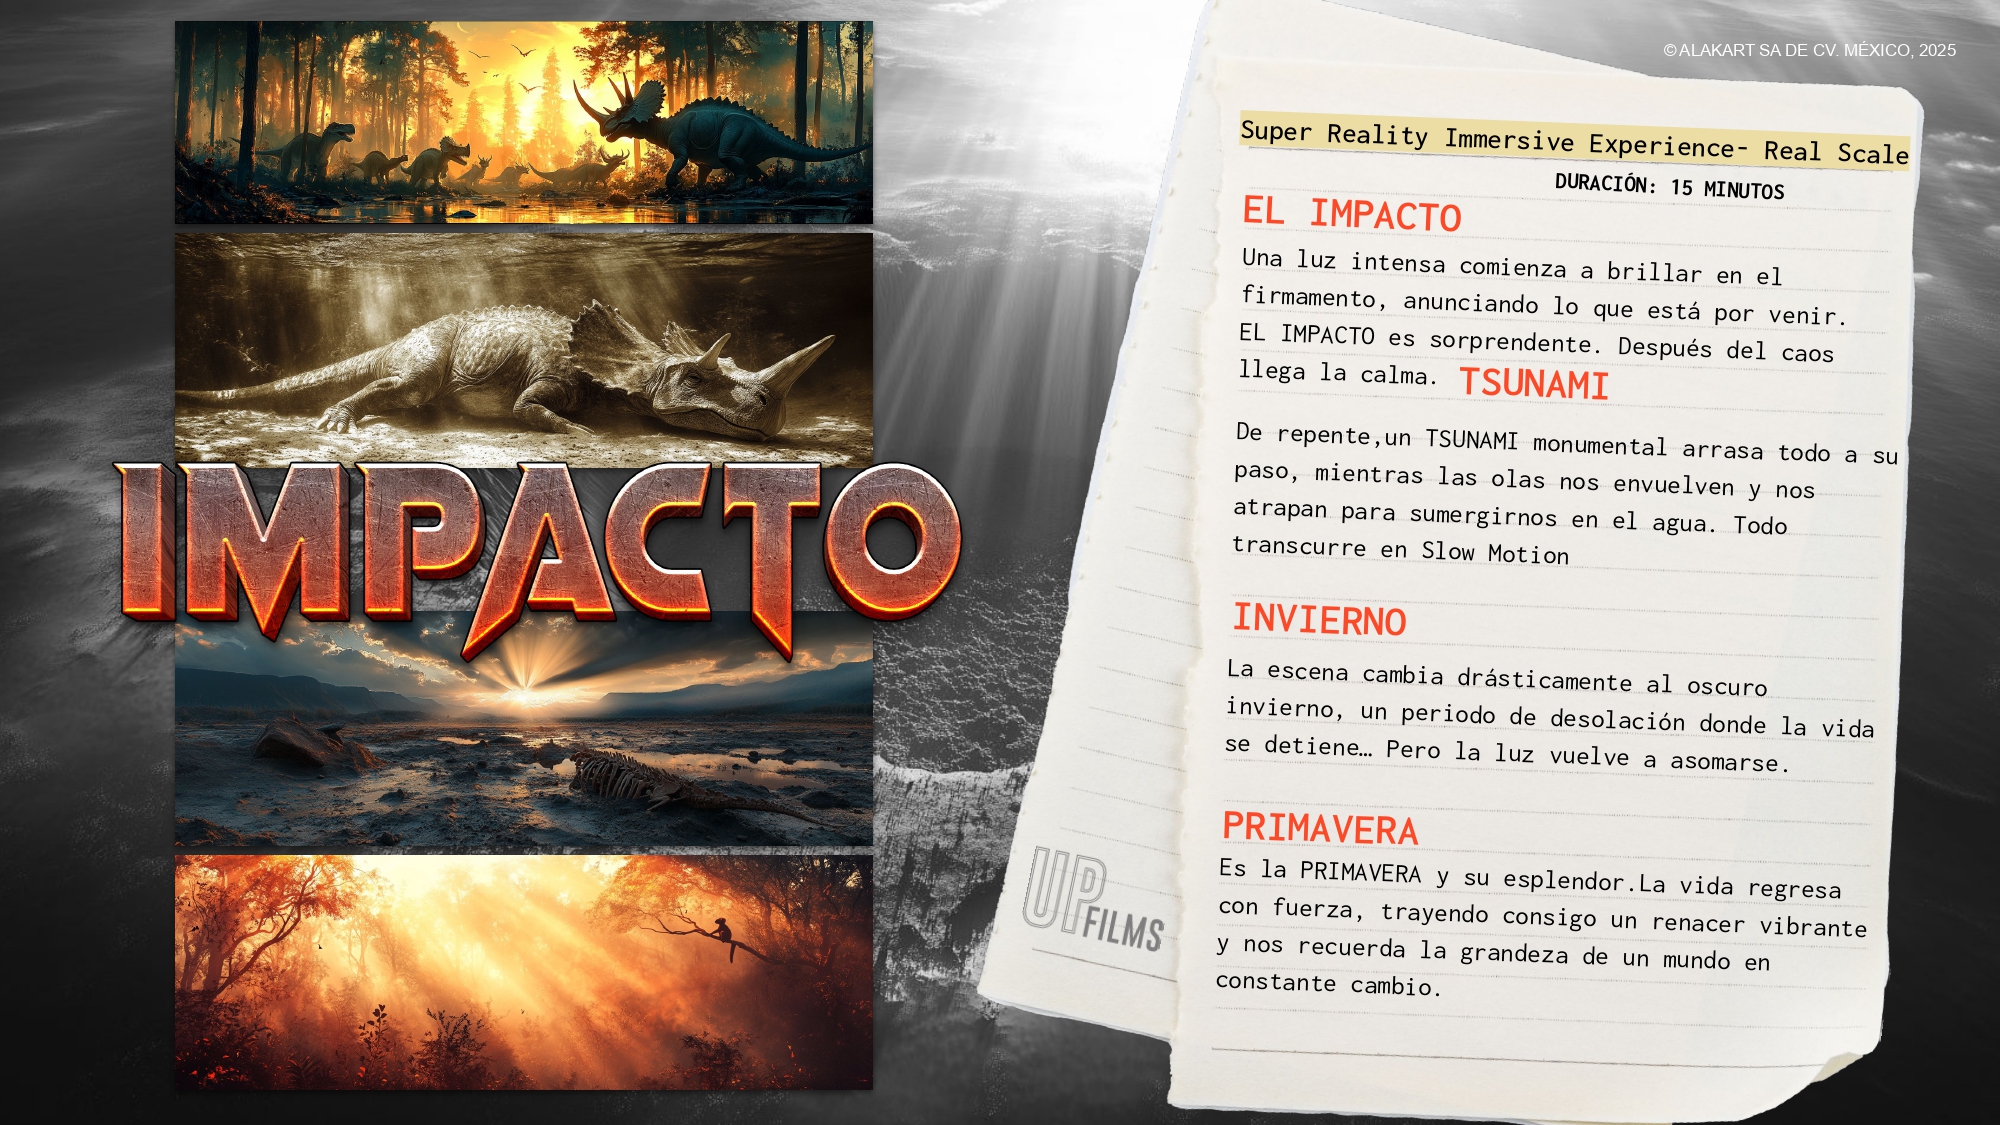 © ALAKART SA DE CV. MÉXICO, 2025
IMPACTO
Super Reality Immersive Experience- Real Scale
DURACIÓN: 15 MINUTOS
EL IMPACTO
Una luz intensa comienza a brillar en el
firmamento, anunciando lo que está por venir.
EL IMPACTO es sorprendente. Después del caos
llega la calma. TSUNAMI
De repente,un TSUNAMI monumental arrasa todo a su
paso, mientras las olas nos envuelven y nos
atrapan para sumergirnos en el agua. Todo
transcurre en Slow Motion
INVIERNO
La escena cambia drásticamente al oscuro
invierno, un periodo de desolación donde la vida
se detiene… Pero la luz vuelve a asomarse.
PRIMAVERA
Es la PRIMAVERA y su esplendor.La vida regresa
con fuerza, trayendo consigo un renacer vibrante
y nos recuerda la grandeza de un mundo en
constante cambio.
UP
FILMS